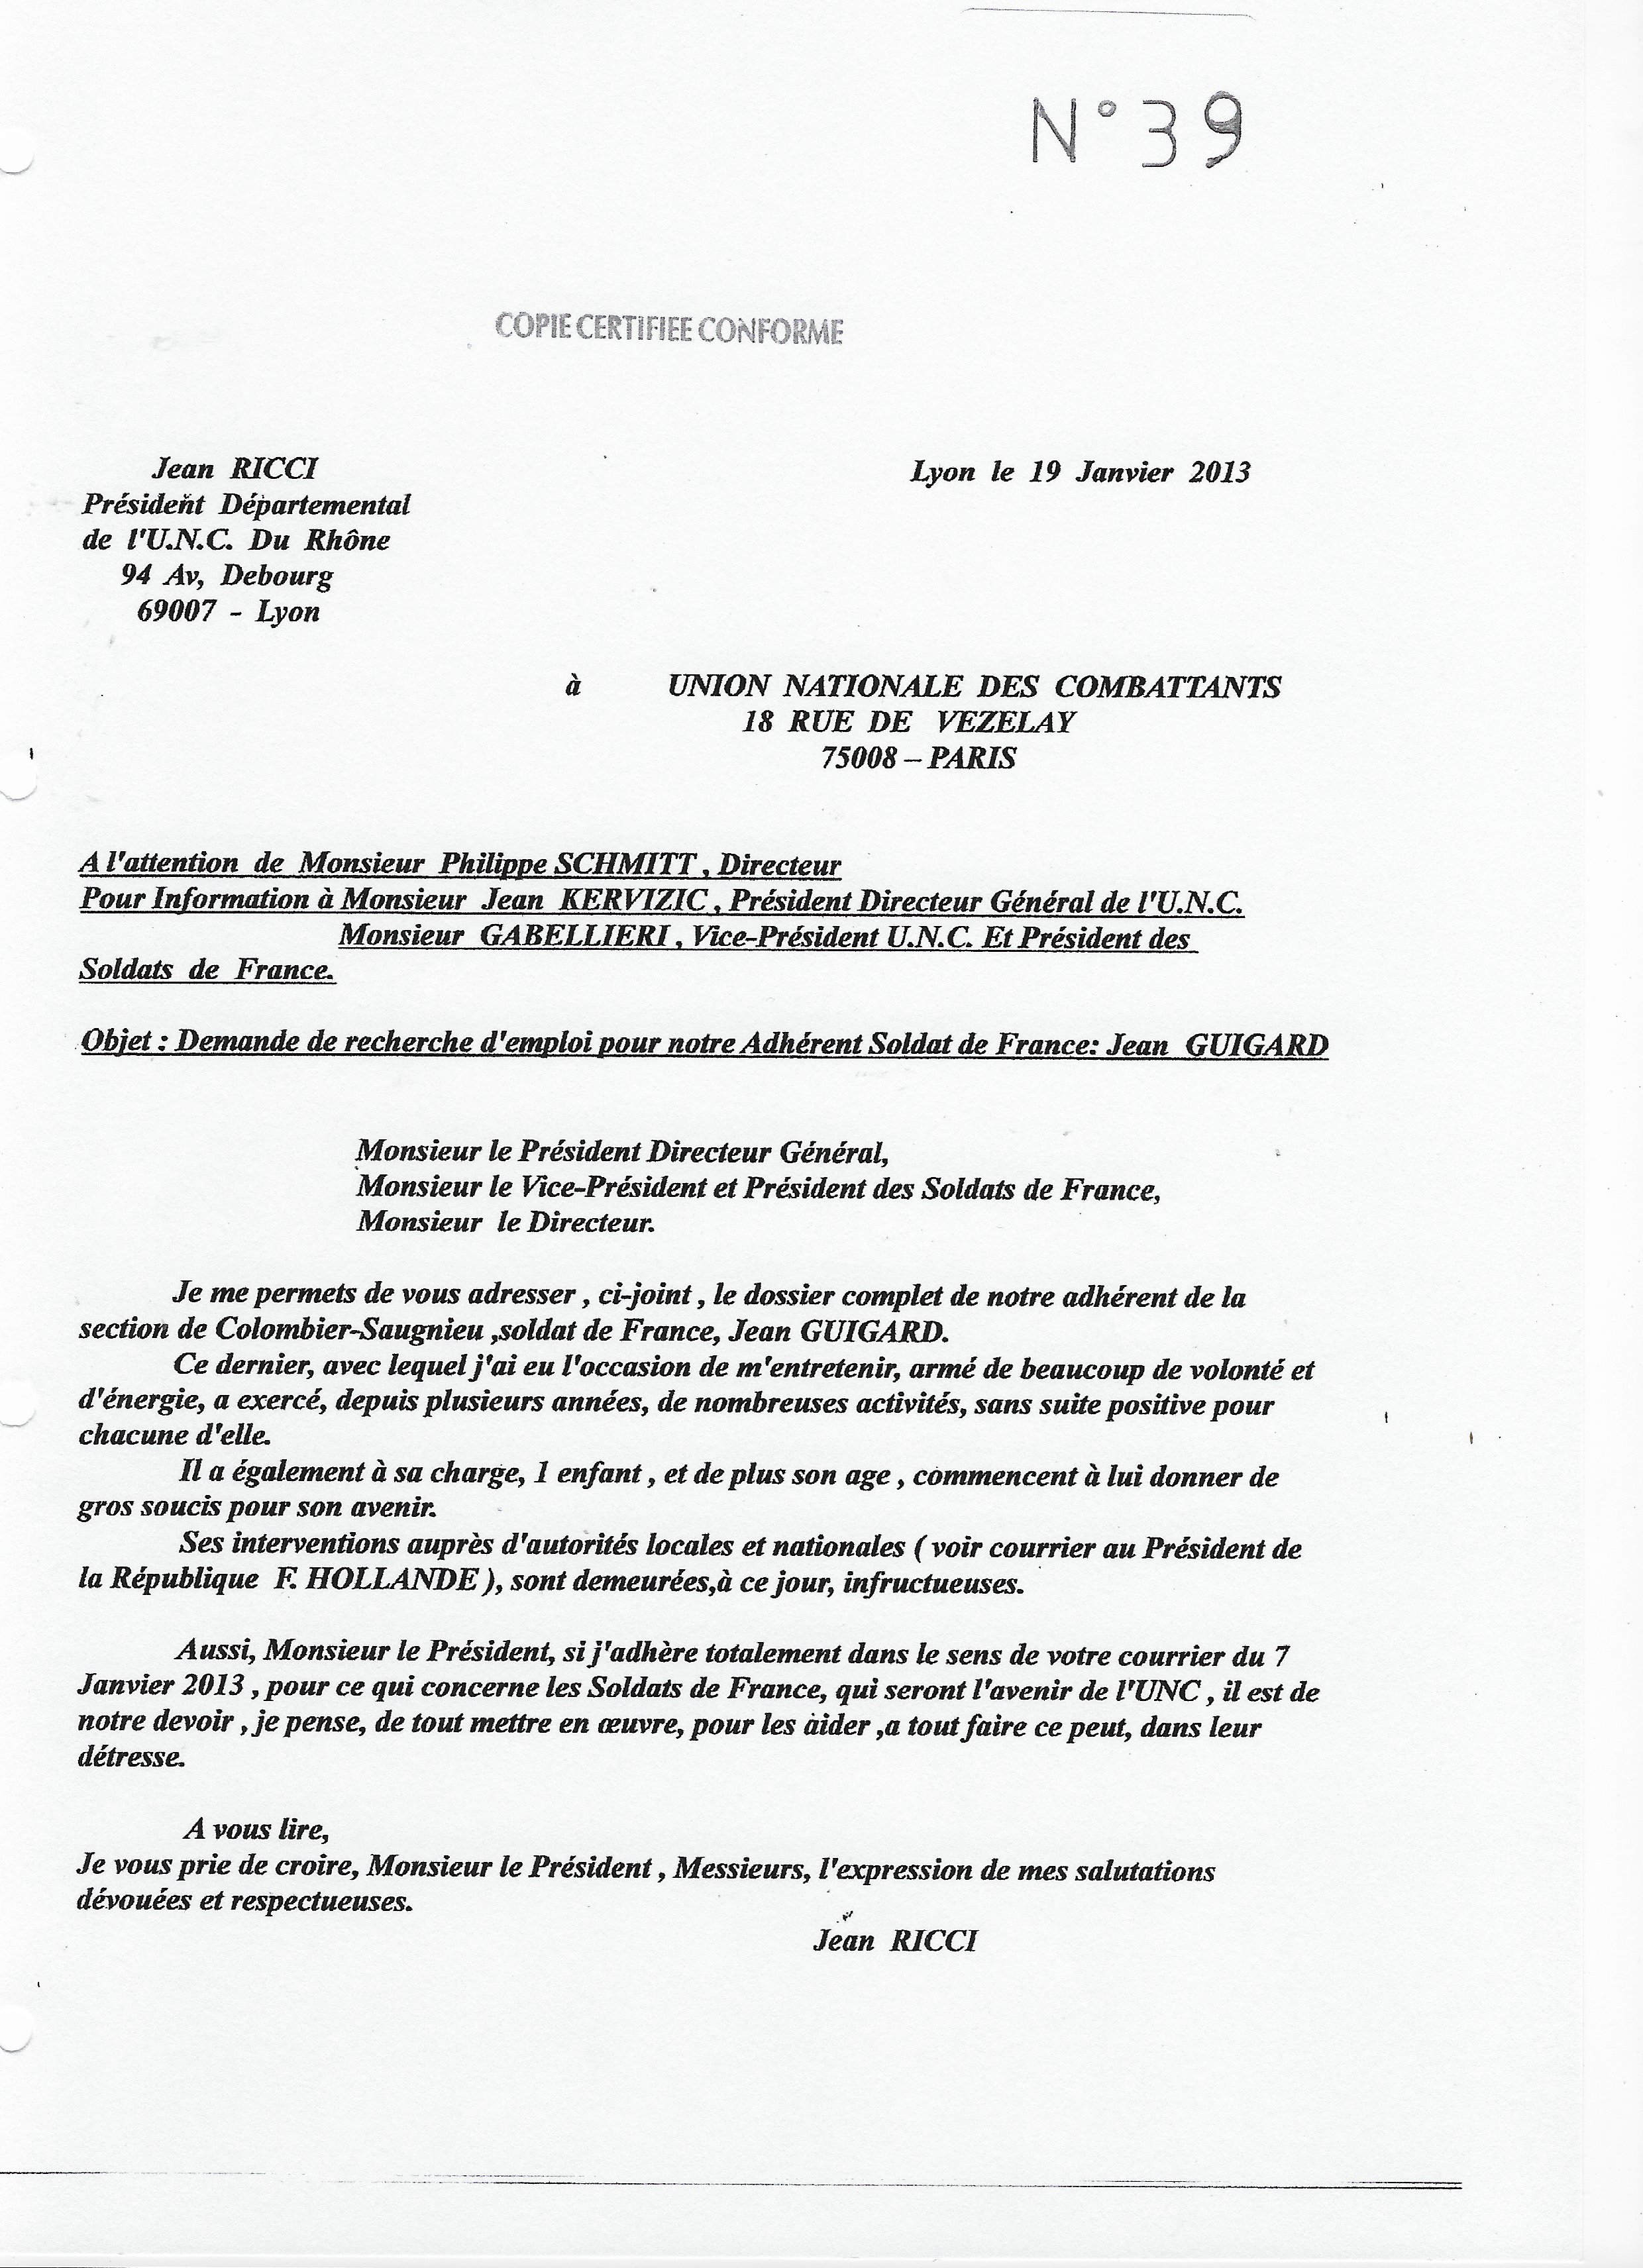 N°39
COPIE CERTIFIEE CONFORME
Jean RICCI
Lyon le 19 Janvier 2013
Président Départemental
de l'U.N.C. Du Rhône
94 Av, Debourg
69007 - Lyon
à UNION NATIONALE DES COMBATTANTS
18 RUE DE VEZELAY
75008 – PARIS
A l'attention de Monsieur Philippe SCHMITT , Directeur
Pour Information à Monsieur Jean KERVIZIC , Président Directeur Général de l'U.N.C.
Monsieur GABELLIERI , Vice-Président U.N.C. Et Président des
Soldats de France.
Objet : Demande de recherche d'emploi pour notre Adhérent Soldat de France: Jean GUIGARD
Monsieur le Président Directeur Général,
Monsieur le Vice-Président et Président des Soldats de France,
Monsieur le Directeur.
Je me permets de vous adresser , ci-joint , le dossier complet de notre adhérent de la
section de Colombier-Saugnieu ,soldat de France, Jean GUIGARD.
Ce dernier, avec lequel j'ai eu l'occasion de m'entretenir, armé de beaucoup de volonté et
d'énergie, a exercé, depuis plusieurs années, de nombreuses activités, sans suite positive pour
chacune d'elle.
Il a également à sa charge, 1 enfant , et de plus son age , commencent à lui donner de
gros soucis pour son avenir.
Ses interventions auprès d'autorités locales et nationales ( voir courrier au Président de
la République F. HOLLANDE ), sont demeurées,à ce jour, infructueuses.
Aussi, Monsieur le Président, si j'adhère totalement dans le sens de votre courrier du 7
Janvier 2013 , pour ce qui concerne les Soldats de France, qui seront l'avenir de l'UNC , il est de
notre devoir , je pense, de tout mettre en œuvre, pour les aider ,a tout faire ce peut, dans leur
détresse.
A vous lire,
Je vous prie de croire, Monsieur le Président , Messieurs, l'expression de mes salutations
dévouées et respectueuses.
Jean RICCI